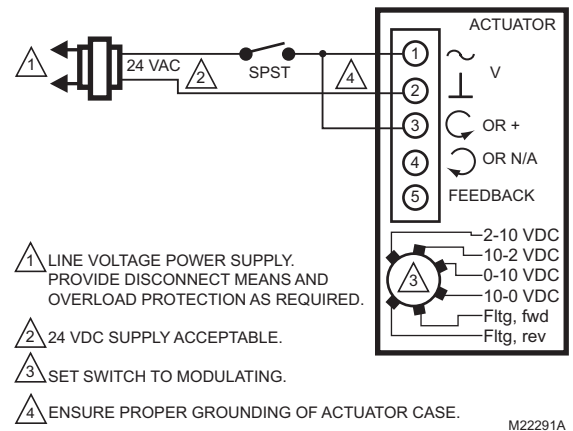 ACTUATOR
1
24 VAC
2
SPST
4
1
V
2
3
OR +
4
OR N/A
5
FEEDBACK
2-10 VDC
10-2 VDC
0-10 VDC
10-0 VDC
Fltg, fwd
Fltg, rev
3
1 LINE VOLTAGE POWER SUPPLY.
PROVIDE DISCONNECT MEANS AND
OVERLOAD PROTECTION AS REQUIRED.
2 24 VDC SUPPLY ACCEPTABLE.
3 SET SWITCH TO MODULATING.
4 ENSURE PROPER GROUNDING OF ACTUATOR CASE.
M22291A